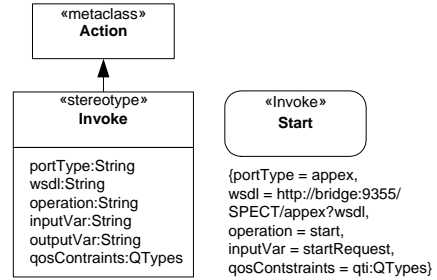 «metaclass»
Action
«stereotype»
Invoke
portType:String
wsdl:String
operation:String
inputVar:String
outputVar:String
qosContraints:QTypes
«Invoke»
Start
{portType = appex,
wsdl = http://bridge:9355/
SPECT/appex?wsdl,
operation = start,
inputVar = startRequest,
qosContstraints = qti:QTypes}